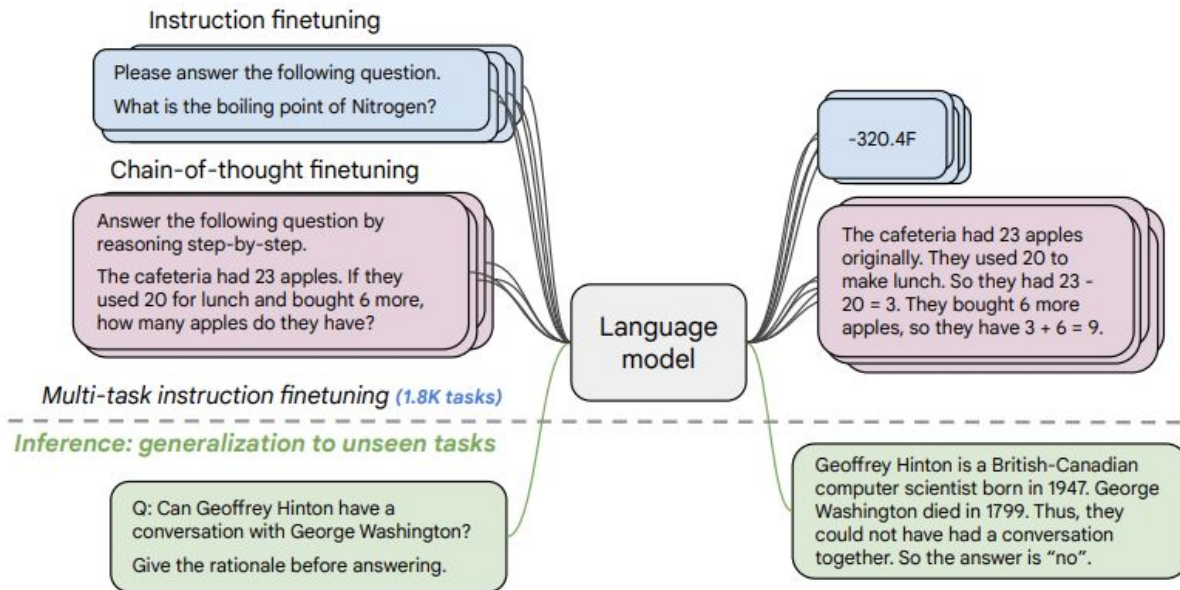 Instruction finetuning
Please answer the following question.
What is the boiling point of Nitrogen?
-320.4F
Chain-of-thought finetuning
Answer the following question by
reasoning step-by-step.
The cafeteria had 23 apples. If they
used 20 for lunch and bought 6 more,
how many apples do they have?
The cafeteria had 23 apples
originally. They used 20 to
make lunch. So they had 23 -
20 = 3. They bought 6 more
apples, so they have 3 + 6 = 9.
Language
model
Multi-task instruction finetuning (1.8K tasks)
Inference: generalization to unseen tasks
Q: Can Geoffrey Hinton have a
conversation with George Washington?
Give the rationale before answering.
Geoffrey Hinton is a British-Canadian
computer scientist born in 1947. George
Washington died in 1799. Thus, they
could not have had a conversation
together. So the answer is “no”.